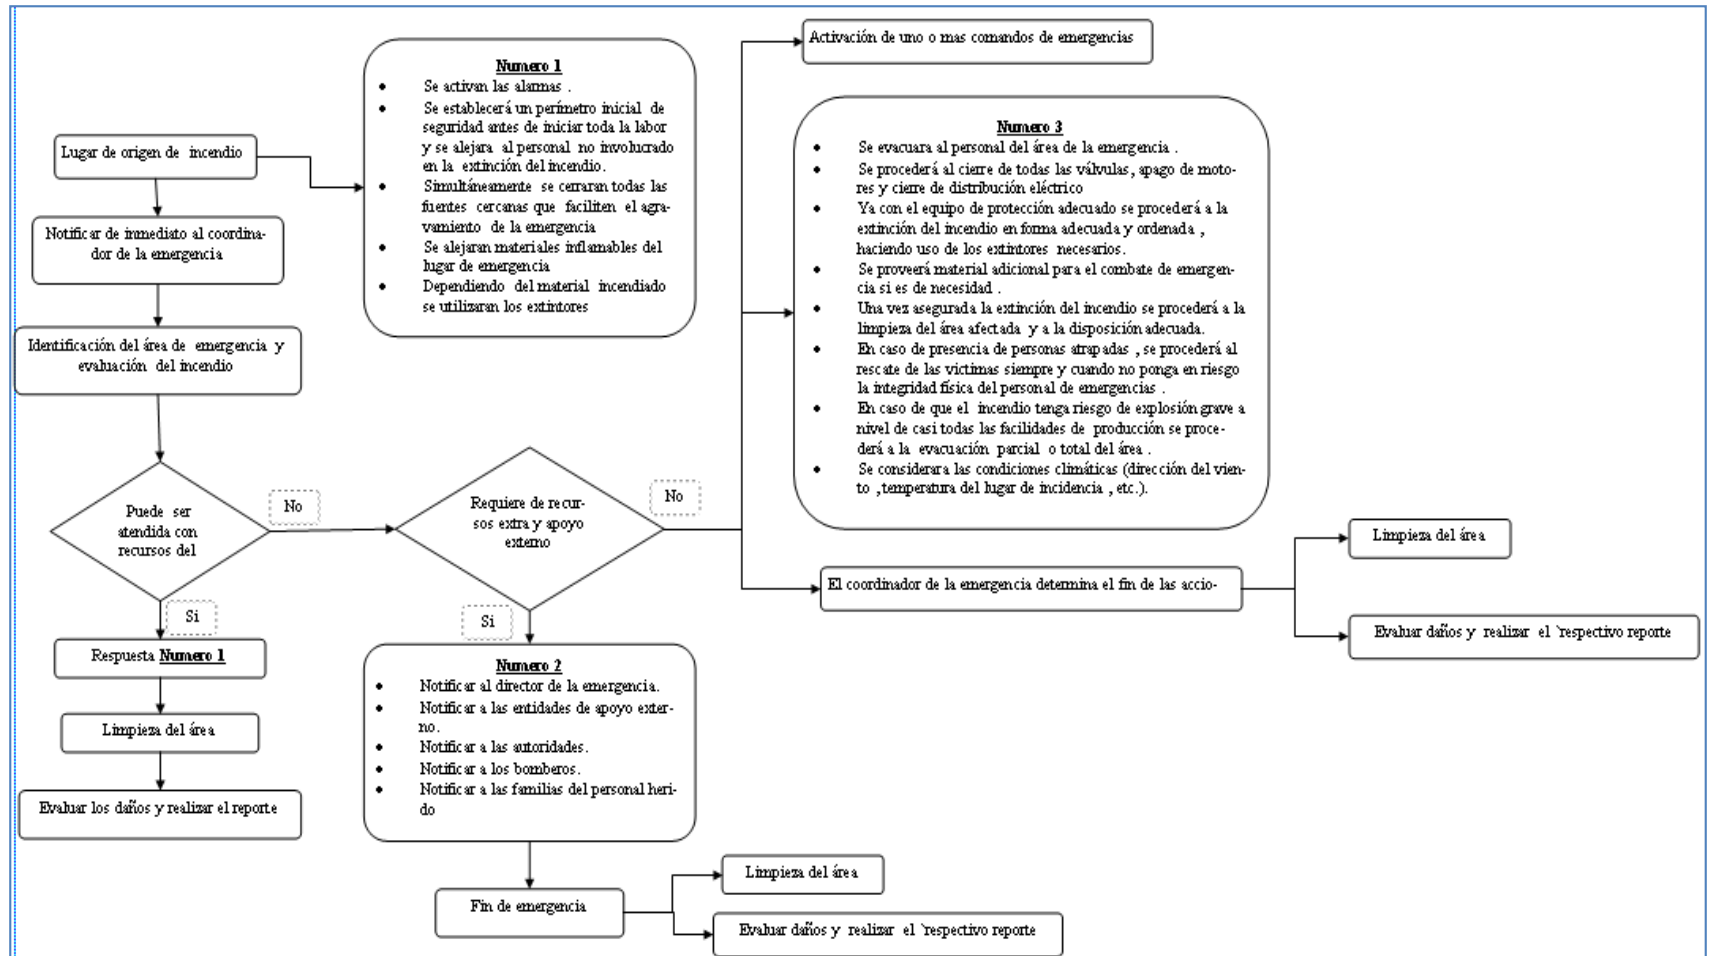 Lugar de origen de incendio
Notificar de inmediato al coordina-
dor de la emergencia
Identificación del área de emergencia y
evaluación del incendio
Puede ser
atendida con
recursos del
No
Si
Respuesta Numero 1
Limpieza del área
Evaluar los daños y realizar el reporte
Numero 1
• Se activan las alarmas .
• Se establecerá un perímetro inicial de
seguridad antes de iniciar toda la labor
y se alejara al personal no involucrado
en la extinción del incendio.
• Simultáneamente se cerraran todas las
fuentes cercanas que faciliten el agra-
vamiento de la emergencia
• Se alejaran materiales inflamables del
lugar de emergencia
• Dependiendo del material incendiado
se utilizaran los extintores
Requiere de recur-
sos extra y apoyo
externo
No
Si
Numero 2
• Notificar al director de la emergencia.
• Notificar a las entidades de apoyo exter-
no.
• Notificar a las autoridades.
• Notificar a los bomberos.
• Notificar a las familias del personal heri-
do
Fin de emergencia
Limpieza del área
Evaluar daños y realizar el `respectivo reporte
Activación de uno o mas comandos de emergencias
Numero 3
• Se evacuara al personal del área de la emergencia .
• Se procederá al cierre de todas las válvulas, apago de moto-
res y cierre de distribución eléctrico
• Ya con el equipo de protección adecuado se procederá a la
extinción del incendio en forma adecuada y ordenada ,
haciendo uso de los extintores necesarios.
• Se proveerá material adicional para el combate de emergen-
cia si es de necesidad .
• Una vez asegurada la extinción del incendio se procederá a la
limpieza del área afectada y a la disposición adecuada.
• En caso de presencia de personas atrapadas , se procederá al
rescate de las victimas siempre y cuando no ponga en riesgo
la integridad física del personal de emergencias .
• En caso de que el incendio tenga riesgo de explosión grave a
nivel de casi todas las facilidades de producción se proce-
derá a la evacuación parcial o total del área .
• Se considerara las condiciones climáticas (dirección del vien-
to ,temperatura del lugar de incidencia , etc.).
El coordinador de la emergencia determina el fin de las accio-
Limpieza del área
Evaluar daños y realizar el `respectivo reporte